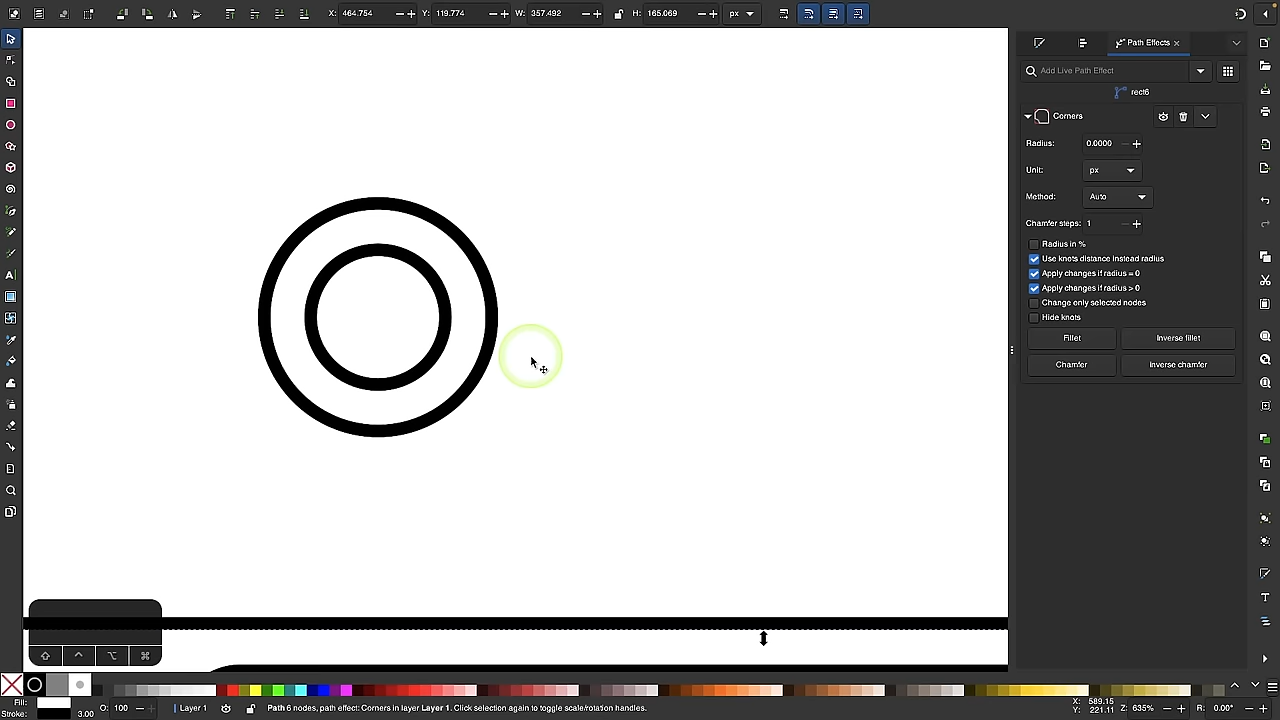 X: 464.754 Y: 119.774 W: 357.492 H: 165.069 px
Path Effects
Add Live Path Effect
rect6
Corners
Radius: 0.0000
Unit: px
Method: Auto
Chamfer steps: 1
Radius in %
Use knots distance instead radius
Apply changes if radius = 0
Apply changes if radius > 0
Change only selected nodes
Hide knots
Fillet Inverse fillet
Chamfer Inverse chamfer
Fill:
Stroke: 3.00 O: 100 Layer 1 Path 6 nodes, path effect: Corners in layer Layer 1. Click selection again to toggle scale/rotation handles. X: 589.15 Z: 635% R: 0.00°
Y: 221.11